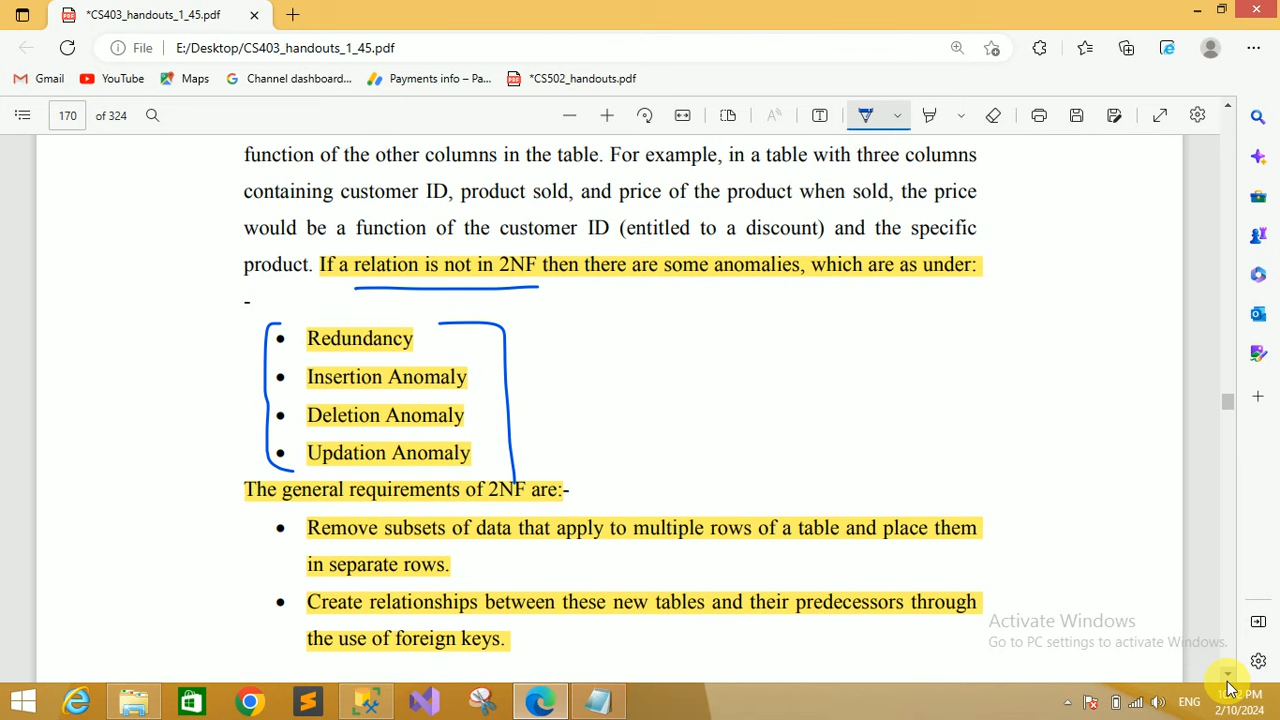 *CS403_handouts_1_45.pdf
File E:/Desktop/CS403_handouts_1_45.pdf
Gmail YouTube Maps Channel dashboard... Payments info – Pa... *CS502_handouts.pdf
170 of 324
function of the other columns in the table. For example, in a table with three columns
containing customer ID, product sold, and price of the product when sold, the price
would be a function of the customer ID (entitled to a discount) and the specific
product. If a relation is not in 2NF then there are some anomalies, which are as under:
-
• Redundancy
• Insertion Anomaly
• Deletion Anomaly
• Updation Anomaly
The general requirements of 2NF are:-
• Remove subsets of data that apply to multiple rows of a table and place them
in separate rows.
• Create relationships between these new tables and their predecessors through
the use of foreign keys.
Activate Windows
Go to PC settings to activate Windows.
ENG
2/10/2024